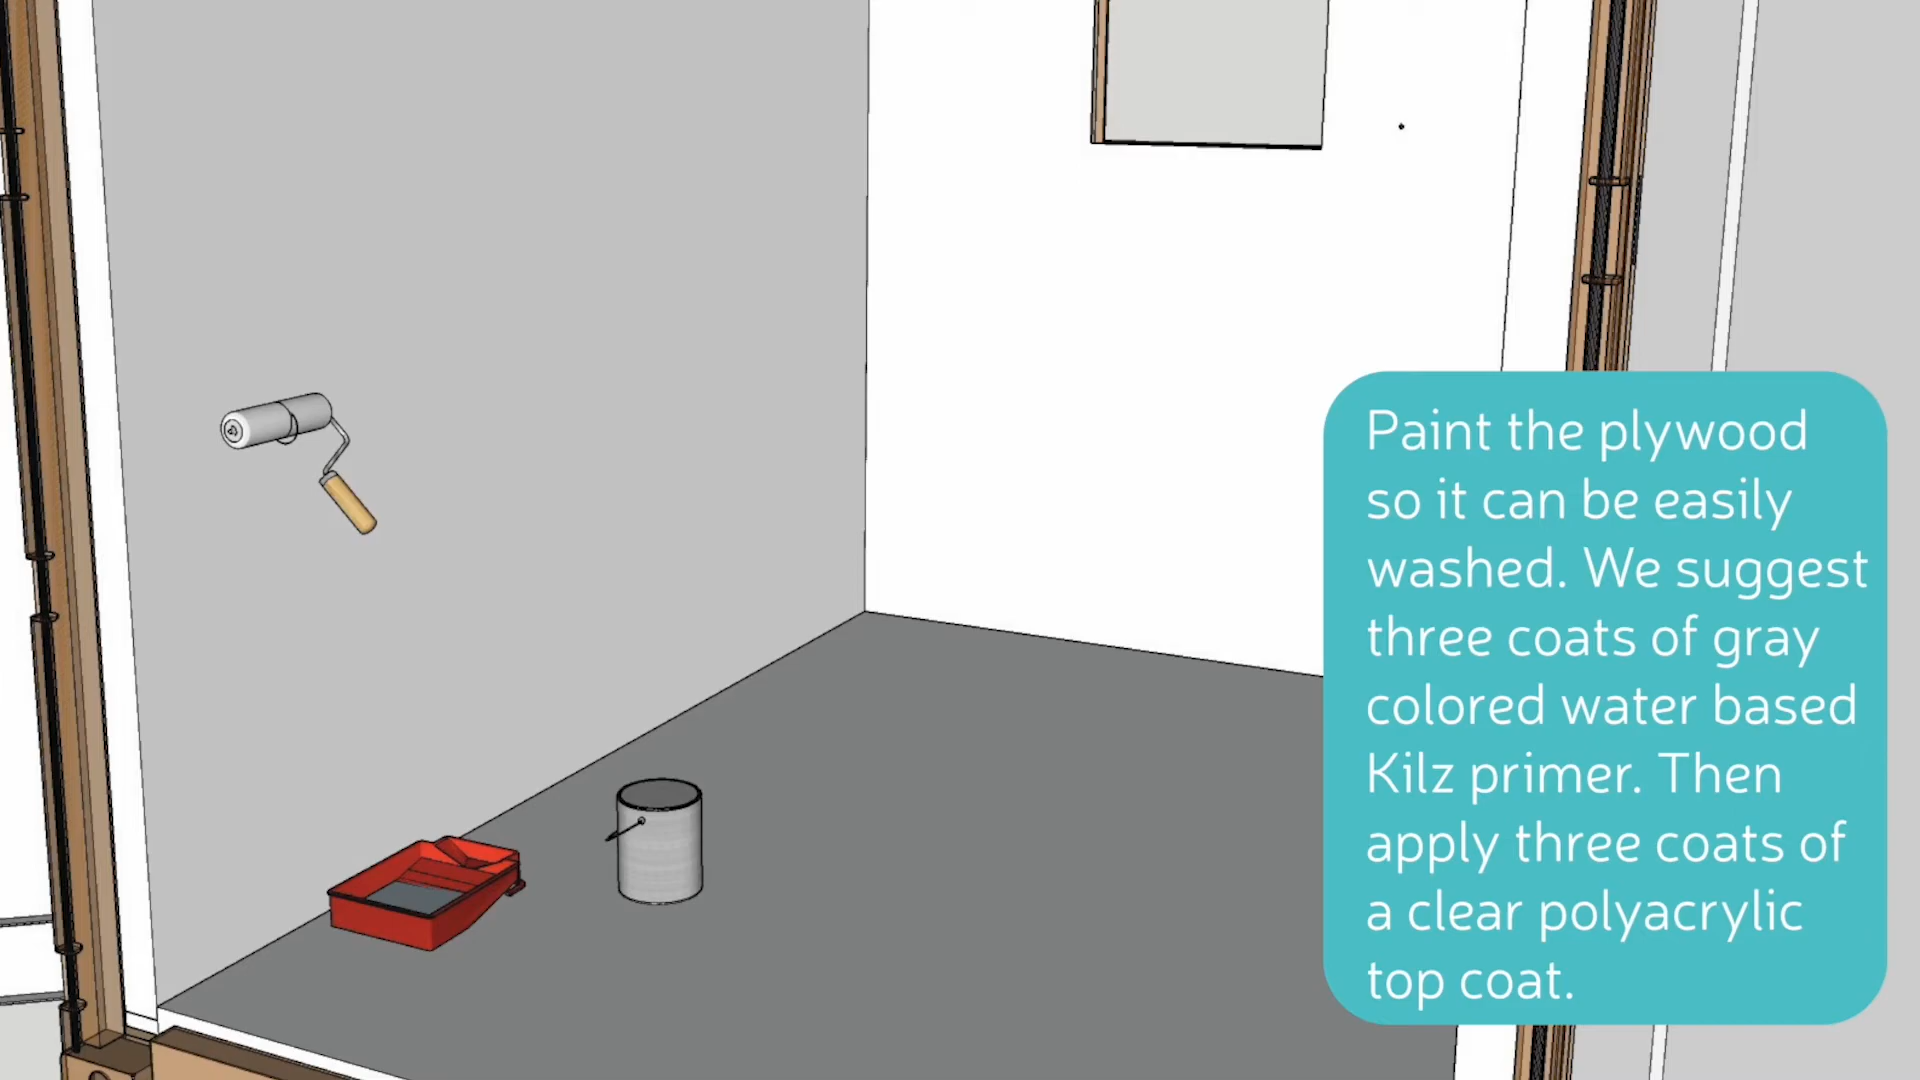 Paint the plywood
so it can be easily
washed. We suggest
three coats of gray
colored water based
Kilz primer. Then
apply three coats of
a clear polyacrylic
top coat.